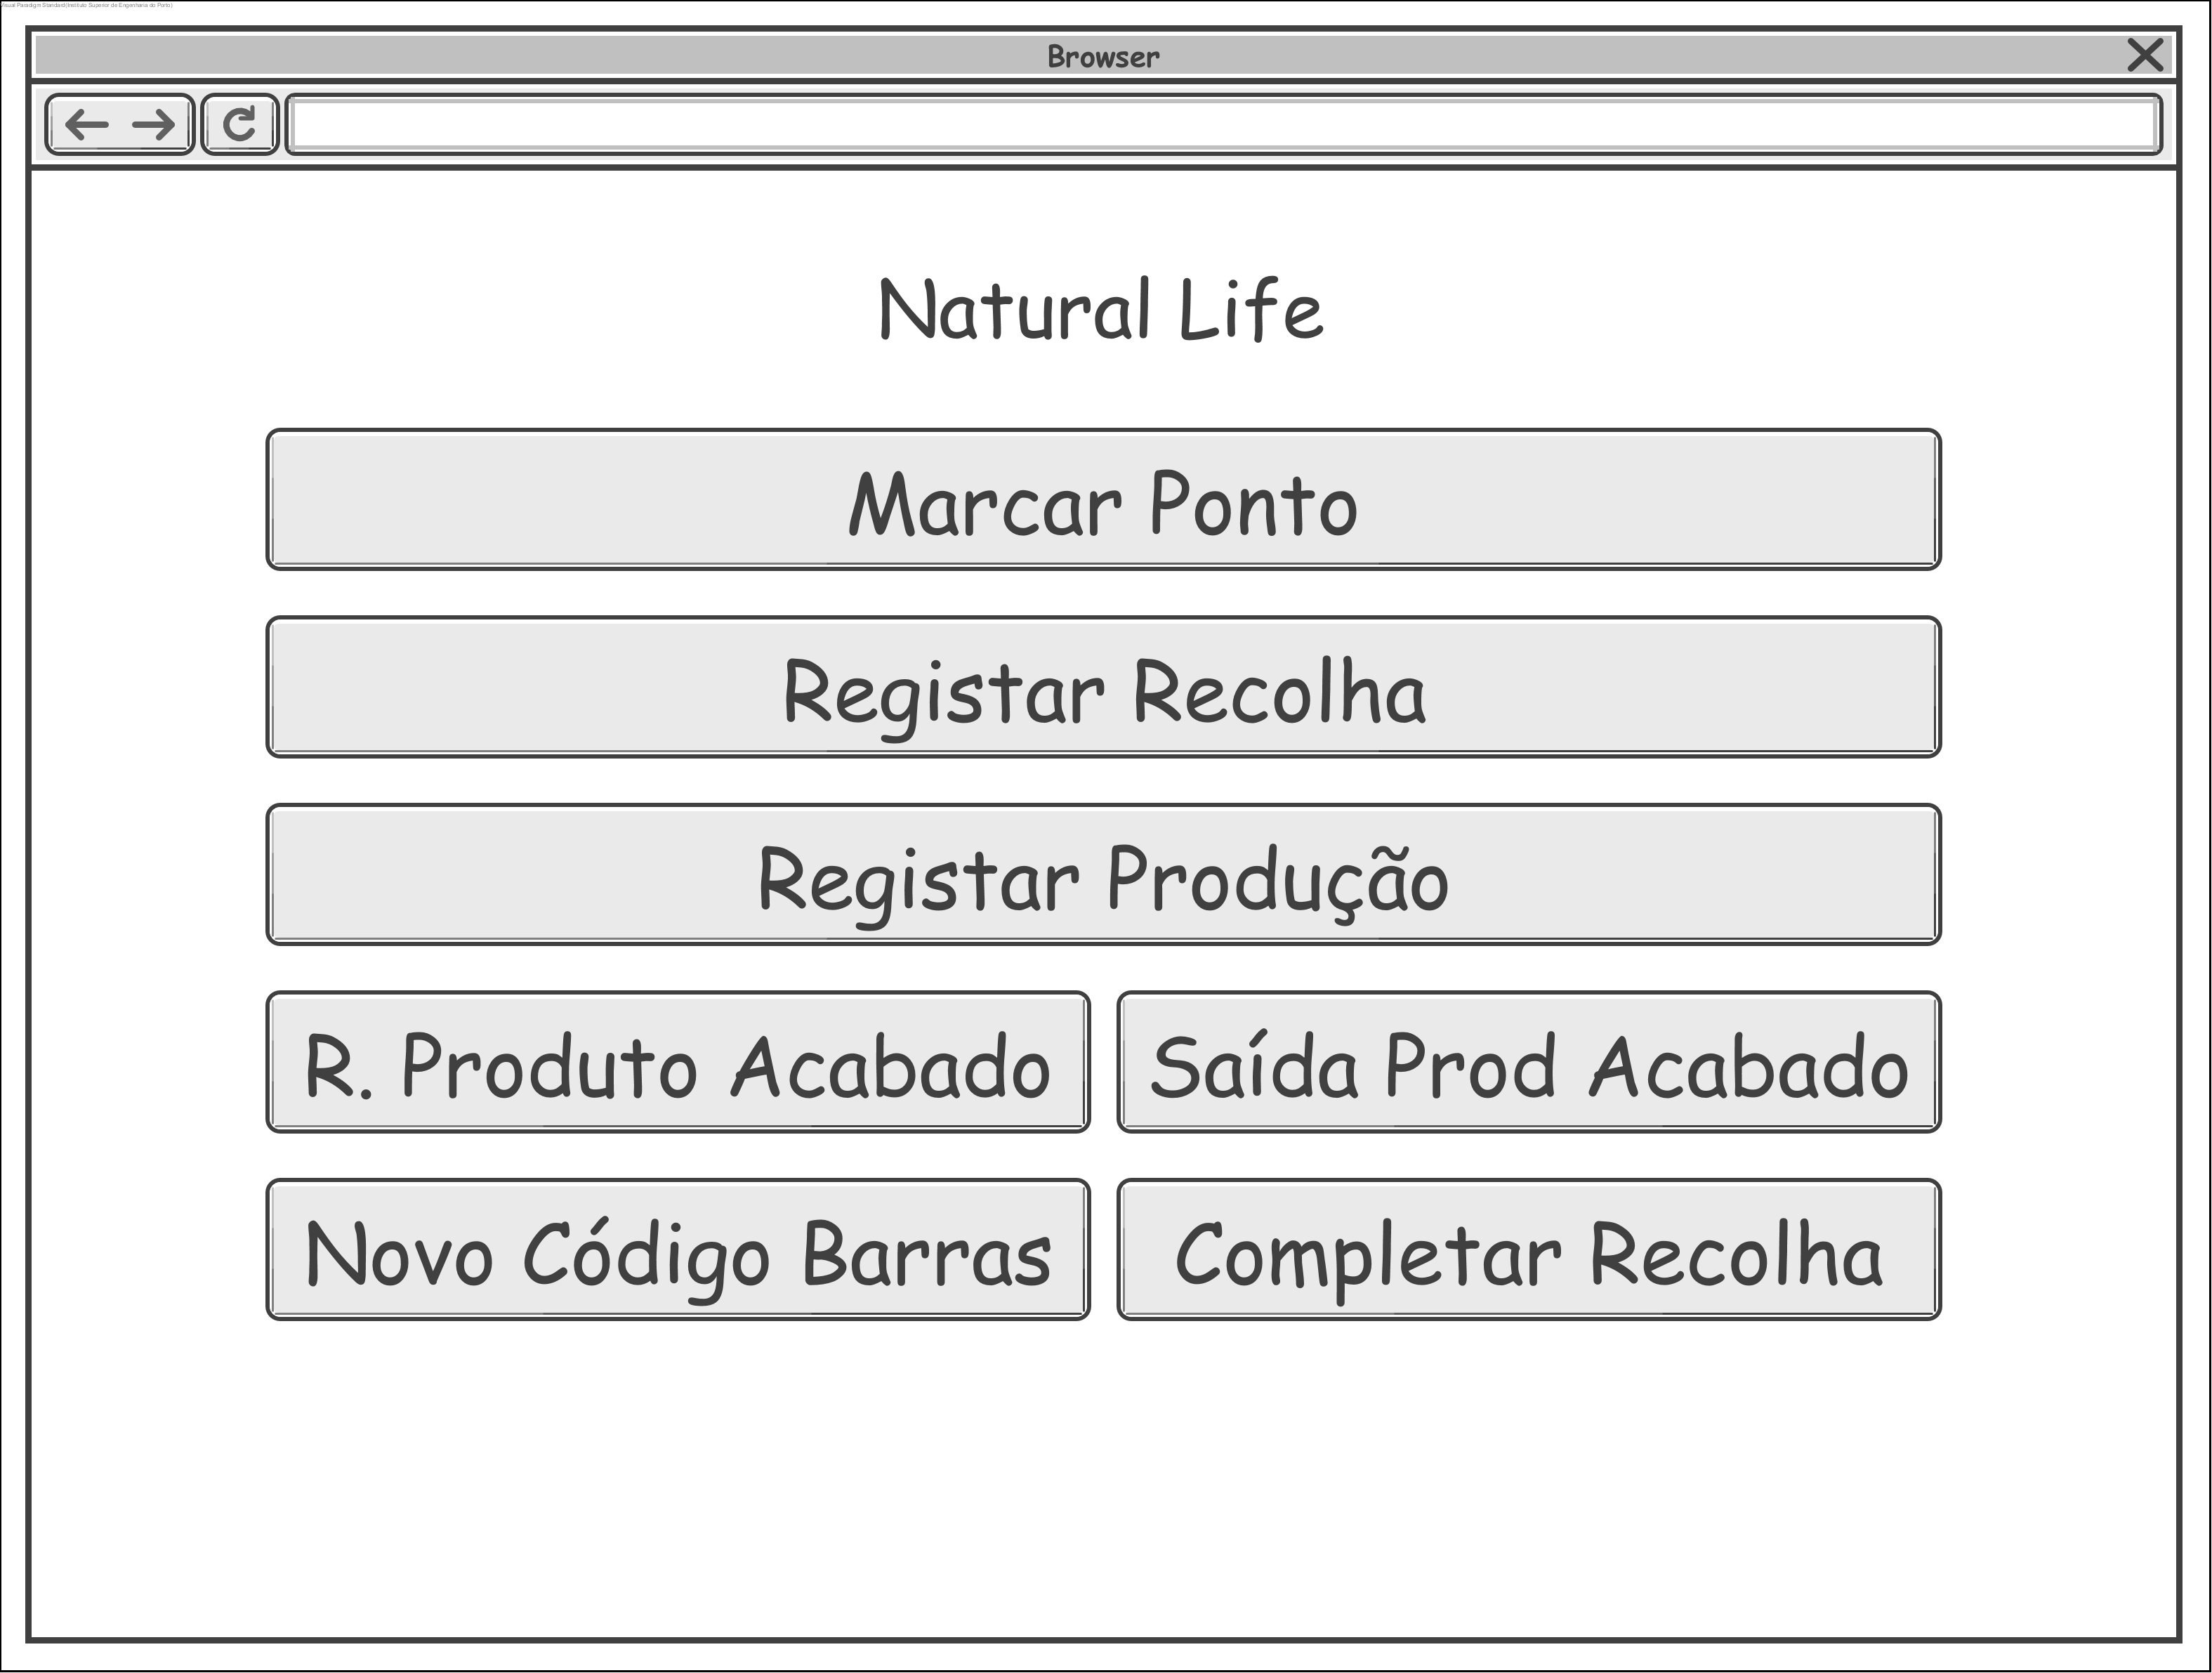 Visual Paradigm Standard(Instituto Superior de Engenharia do Porto)
Browser
Natural Life
Marcar Ponto
Registar Recolha
Registar Produção
R. Produto Acabado
Saída Prod Acabado
Novo Código Barras
Completar Recolha